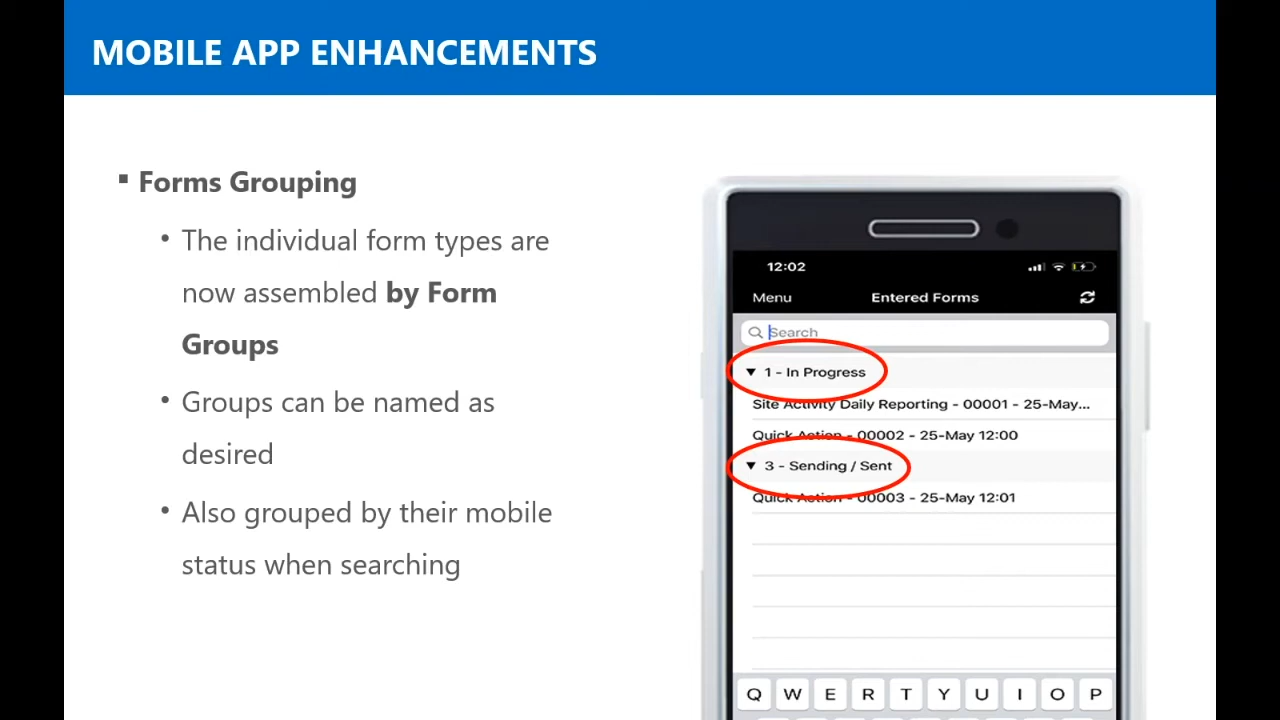 MOBILE APP ENHANCEMENTS
▪ Forms Grouping
• The individual form types are
now assembled by Form
Groups
• Groups can be named as
desired
• Also grouped by their mobile
status when searching
12:02
Menu Entered Forms
Search
▼ 1 - In Progress
Site Activity Daily Reporting - 00001 - 25-May...
Quick Action - 00002 - 25-May 12:00
▼ 3 - Sending / Sent
Quick Action - 00003 - 25-May 12:01
Q W E R T Y U I O P